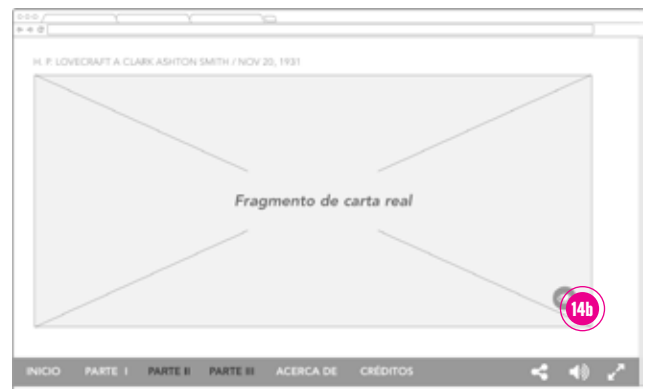 H. P. LOVECRAFT A CLARK ASHTON SMITH / NOV 20, 1931
Fragmento de carta real
14b
INICIO PARTE I PARTE II PARTE III ACERCA DE CRÉDITOS